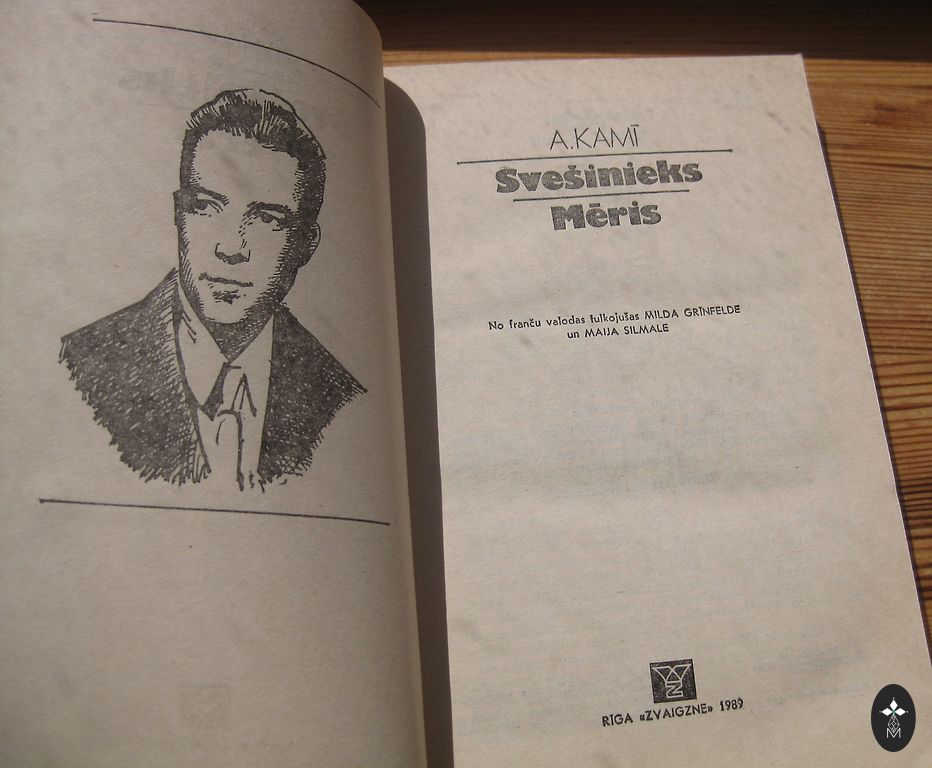 A.KAMĪ
Svešinieks
Mēris
No franču valodas tulkojušas MILDA GRĪNFELDE
un MAIJA SILMALE
RĪGA «ZVAIGZNE» 1989
M